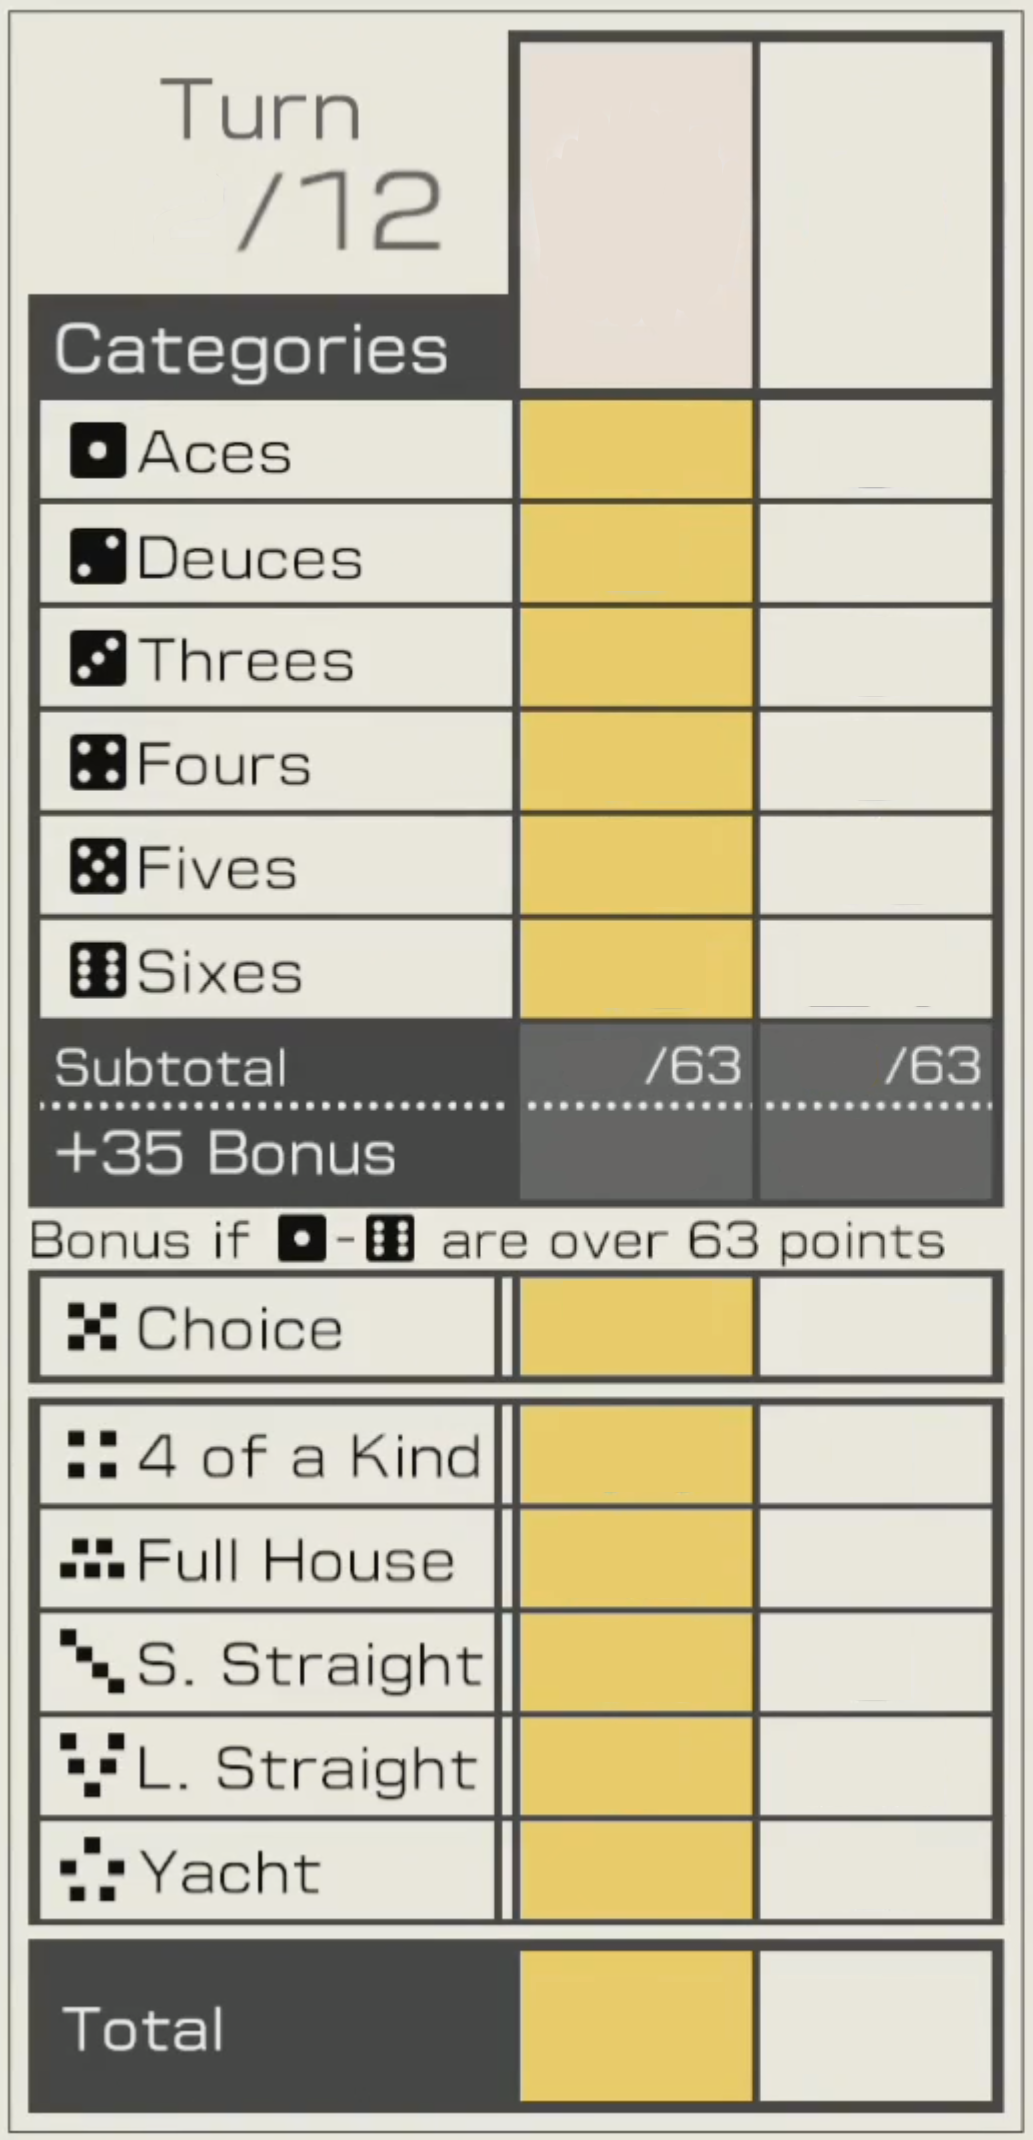 Turn
/12
Categories
Aces
Deuces
Threes
Fours
Fives
Sixes
Subtotal /63 /63
+35 Bonus
Bonus if - are over 63 points
Choice
4 of a Kind
Full House
S. Straight
L. Straight
Yacht
Total